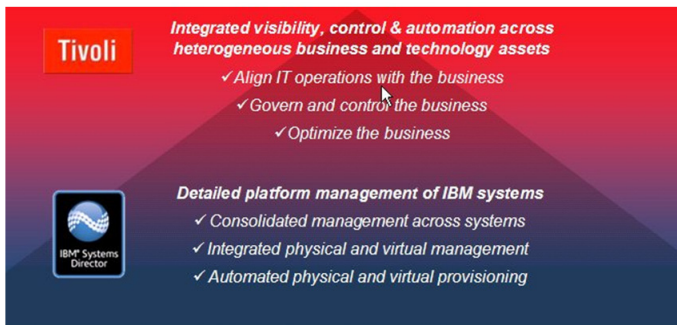 Tivoli
Integrated visibility, control & automation across
heterogeneous business and technology assets
✓Align IT operations with the business
✓Govern and control the business
✓Optimize the business
Detailed platform management of IBM systems
✓ Consolidated management across systems
✓ Integrated physical and virtual management
✓ Automated physical and virtual provisioning
IBM® Systems
Director